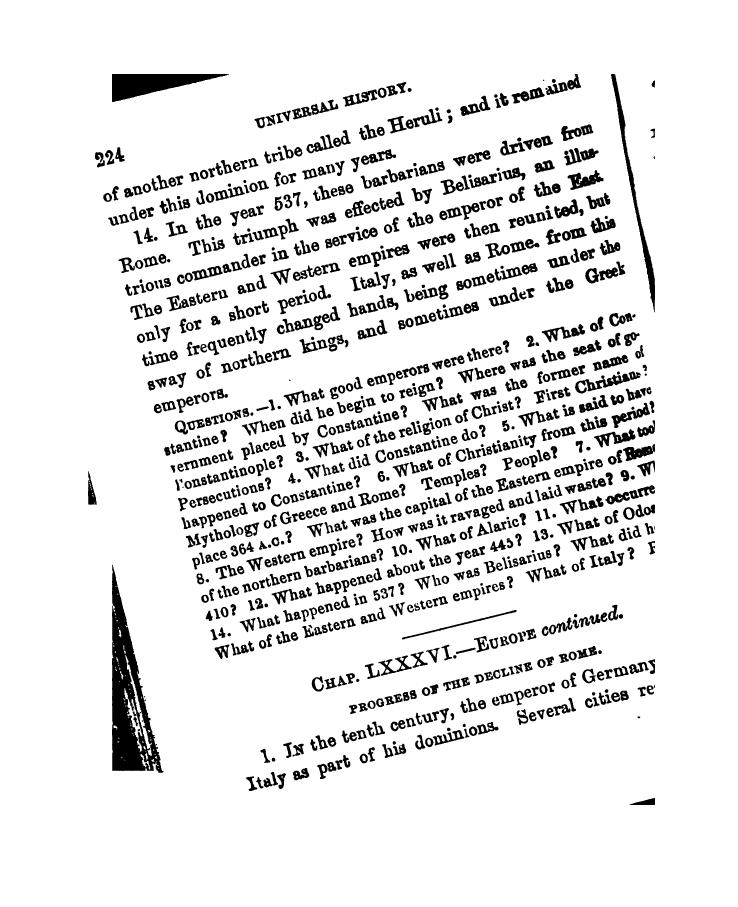 224
UNIVERSAL HISTORY.
of another northern tribe called the Heruli; and it remained
under this dominion for many years.
14. In the year 537, these barbarians were driven from
Rome. This triumph was effected by Belisarius, an illus-
trious commander in the service of the emperor of the East.
The Eastern and Western empires were then reunited, but
only for a short period. Italy, as well as Rome, from this
time frequently changed hands, being sometimes under the
sway of northern kings, and sometimes under the Greek
emperors.
QUESTIONS.—1. What good emperors were there? 2. What of Con-
stantine? When did he begin to reign? Where was the seat of go-
vernment placed by Constantine? What was the former name of
Constantinople? 3. What of the religion of Christ? First Christians?
Persecutions? 4. What did Constantine do? 5. What is said to have
happened to Constantine? 6. What of Christianity from this period?
Mythology of Greece and Rome? Temples? People? 7. What took
place 364 A.C.? What was the capital of the Eastern empire of Rome
8. The Western empire? How was it ravaged and laid waste? 9. W
of the northern barbarians? 10. What of Alaric? 11. What occurre
410? 12. What happened about the year 445? 13. What of Odo
14. What happened in 537? Who was Belisarius? What did h
What of the Eastern and Western empires? What of Italy?
CHAP. LXXXVI.—EUROPE continued.
PROGRESS OF THE DECLINE OF ROME.
1. IN the tenth century, the emperor of Germany
Italy as part of his dominions. Several cities re